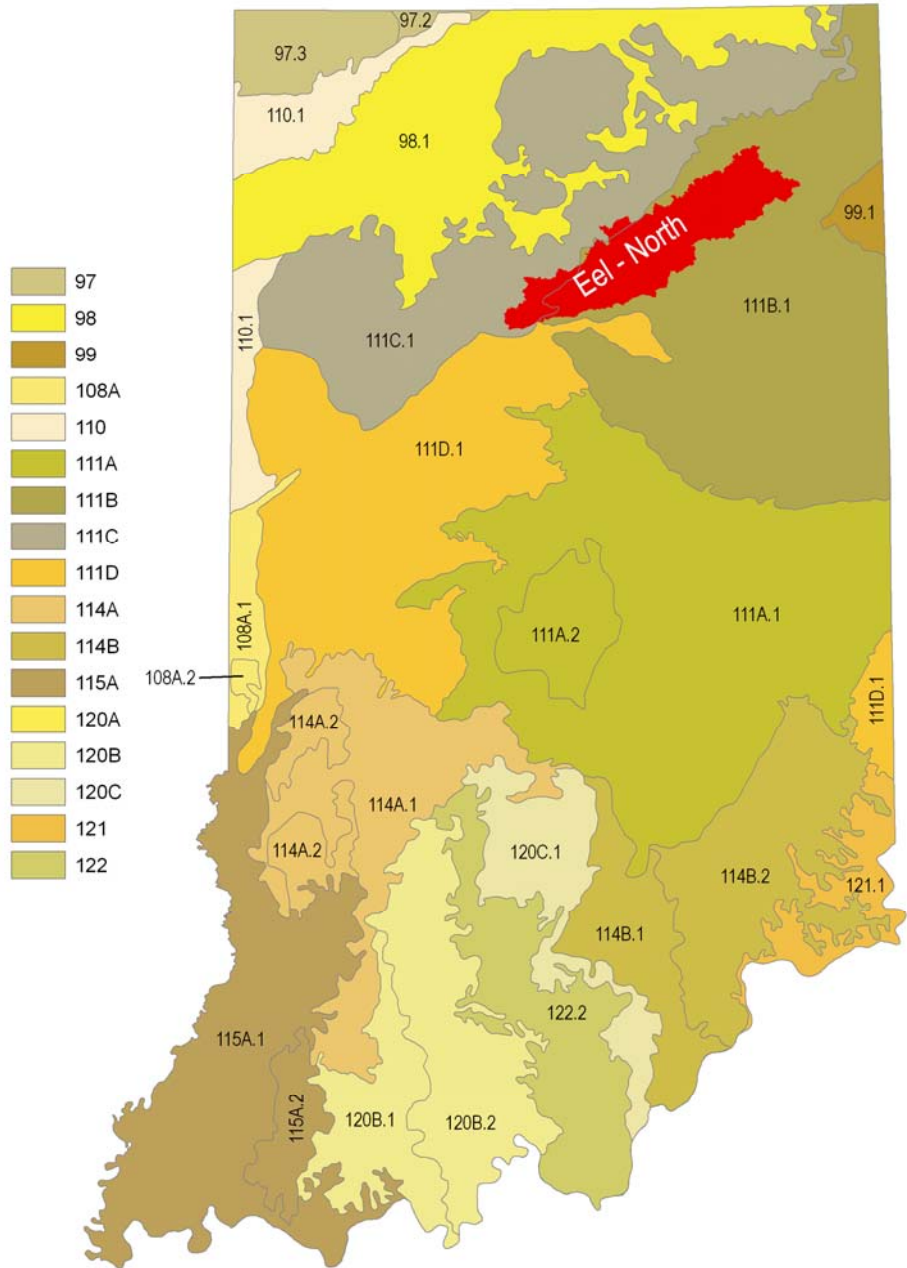 97.2
97.3
110.1
98.1
99.1
Eel - North
111B.1
110.1
111C.1
111D.1
97
98
99
108A
110
111A
111B
111C
111D
114A
114B
115A
120A
120B
120C
121
122
108A.1
108A.2
111A.2
111A.1
111D.1
114A.2
114A.1
114A.2
120C.1
114B.2
121.1
114B.1
122.2
115A.1
115A.2
120B.1
120B.2